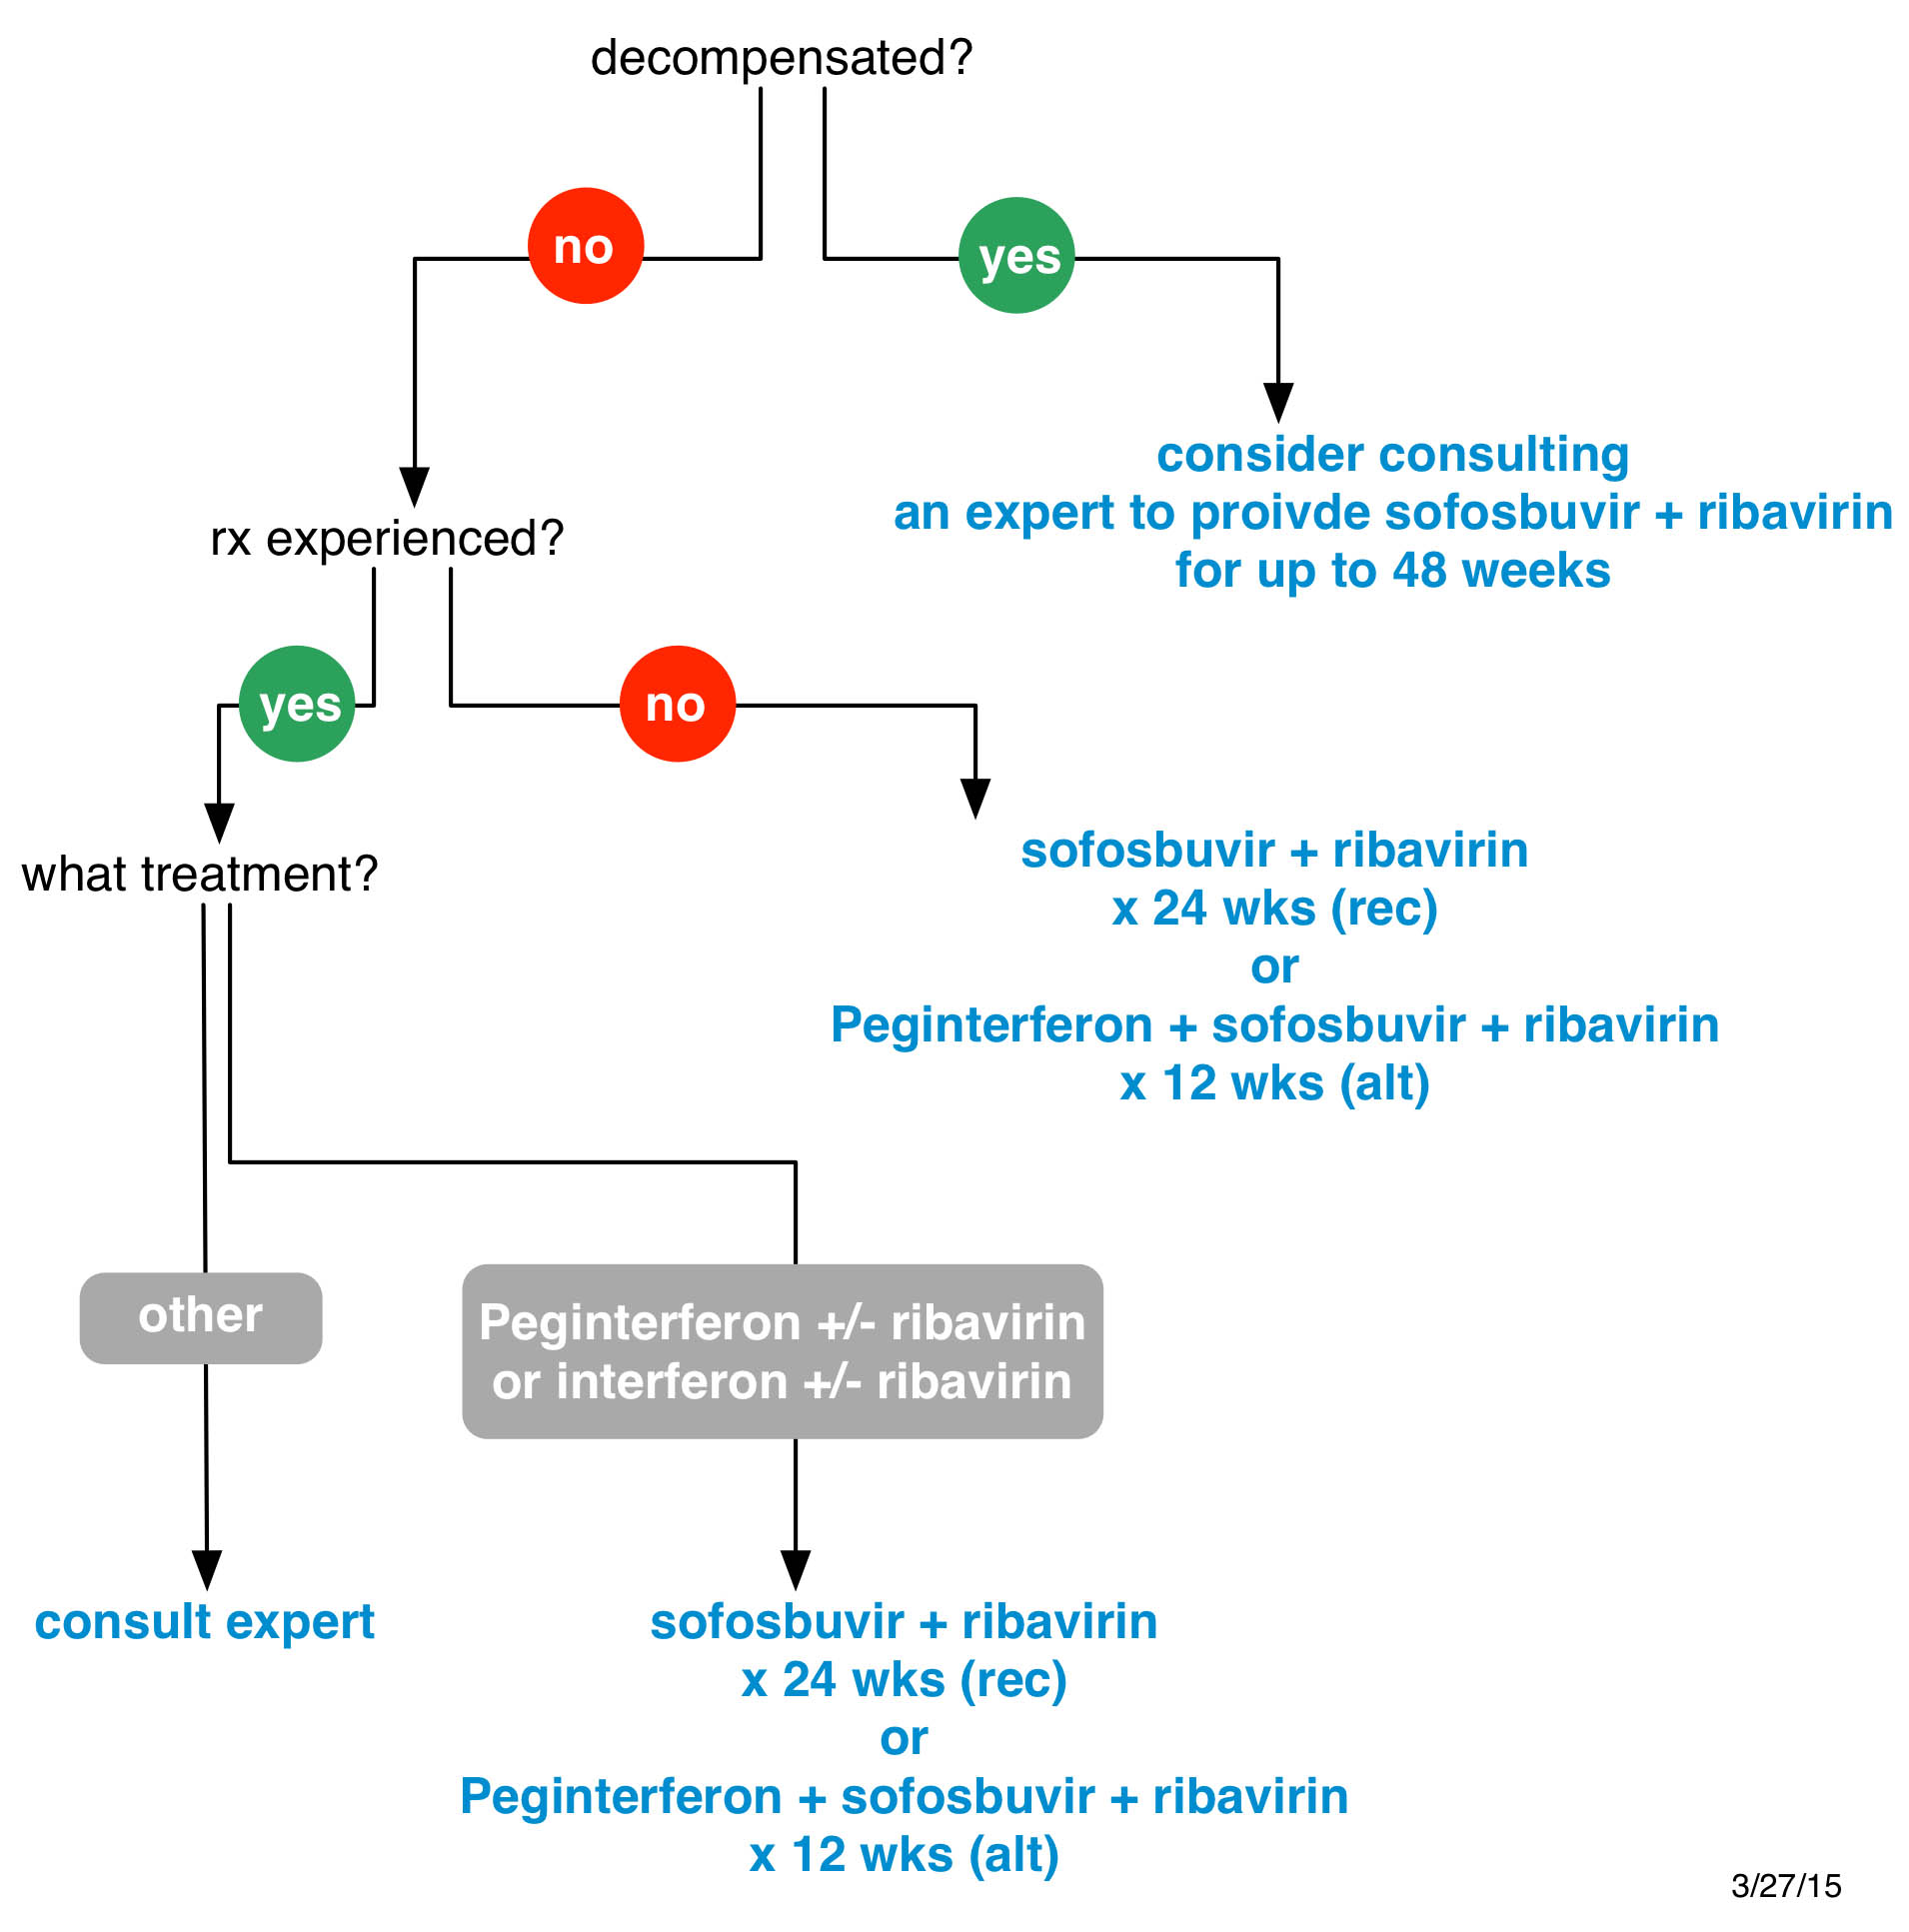 decompensated?
no
yes
consider consulting
an expert to proivde sofosbuvir + ribavirin
for up to 48 weeks
rx experienced?
yes
no
what treatment?
sofosbuvir + ribavirin
x 24 wks (rec)
or
Peginterferon + sofosbuvir + ribavirin
x 12 wks (alt)
other
Peginterferon +/- ribavirin
or interferon +/- ribavirin
consult expert
sofosbuvir + ribavirin
x 24 wks (rec)
or
Peginterferon + sofosbuvir + ribavirin
x 12 wks (alt)
3/27/15